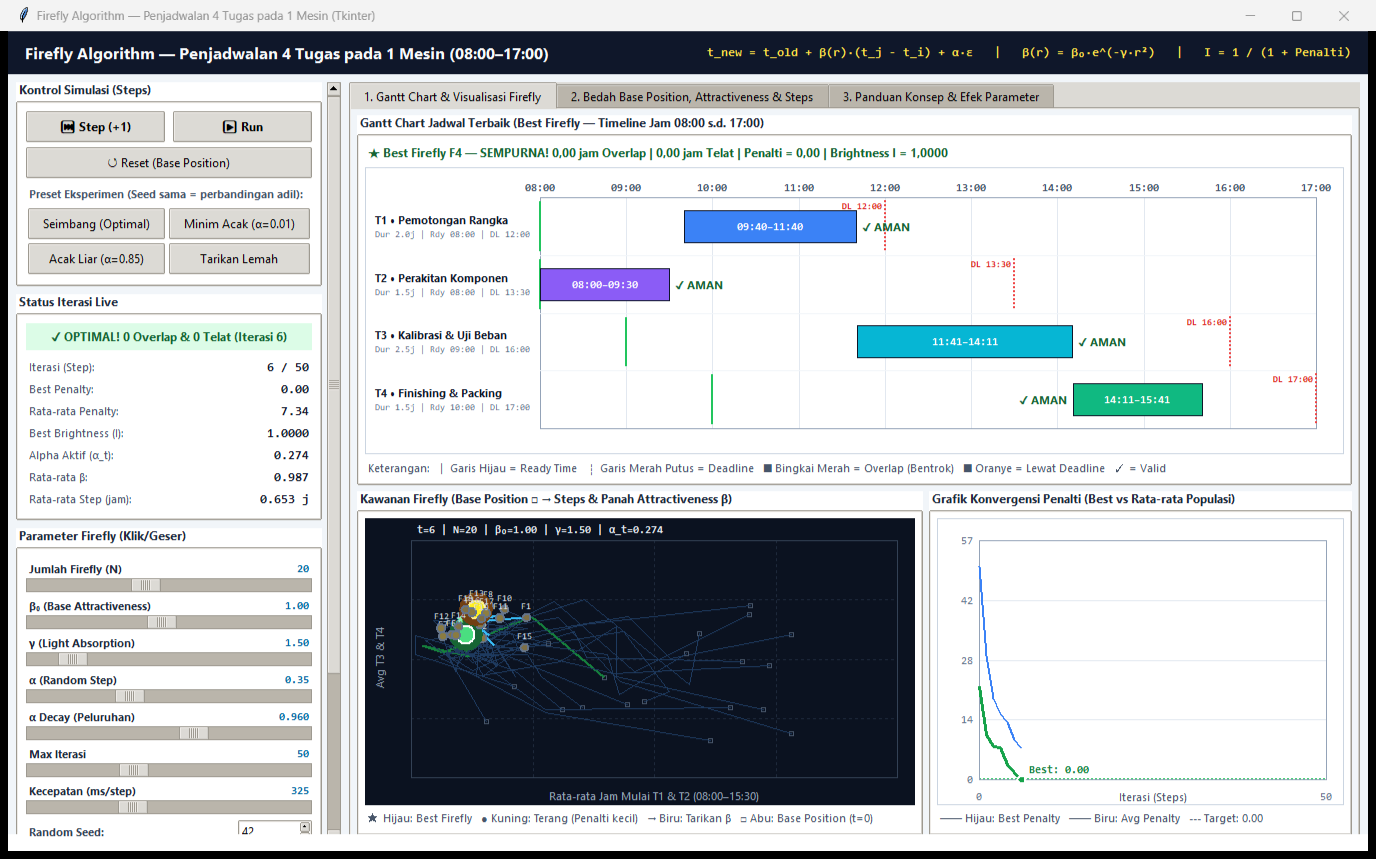 Firefly Algorithm — Penjadwalan 4 Tugas pada 1 Mesin (Tkinter)
Firefly Algorithm — Penjadwalan 4 Tugas pada 1 Mesin (08:00–17:00)
t_new = t_old + β(r)·(t_j - t_i) + α·ε | β(r) = β₀·e^(-γ·r²) | I = 1 / (1 + Penalti)
Kontrol Simulasi (Steps)
⏭ Step (+1)
▶ Run
↺ Reset (Base Position)
Preset Eksperimen (Seed sama = perbandingan adil):
Seimbang (Optimal)
Minim Acak (α=0.01)
Acak Liar (α=0.85)
Tarikan Lemah
Status Iterasi Live
✓ OPTIMAL! 0 Overlap & 0 Telat (Iterasi 6)
Iterasi (Step): 6 / 50
Best Penalty: 0.00
Rata-rata Penalty: 7.34
Best Brightness (I): 1.0000
Alpha Aktif (α_t): 0.274
Rata-rata β: 0.987
Rata-rata Step (jam): 0.653 j
Parameter Firefly (Klik/Geser)
Jumlah Firefly (N) 20
β₀ (Base Attractiveness) 1.00
γ (Light Absorption) 1.50
α (Random Step) 0.35
α Decay (Peluruhan) 0.960
Max Iterasi 50
Kecepatan (ms/step) 325
Random Seed: 42
1. Gantt Chart & Visualisasi Firefly
2. Bedah Base Position, Attractiveness & Steps
3. Panduan Konsep & Efek Parameter
Gantt Chart Jadwal Terbaik (Best Firefly — Timeline Jam 08:00 s.d. 17:00)
★ Best Firefly F4 — SEMPURNA! 0,00 jam Overlap | 0,00 jam Telat | Penalti = 0,00 | Brightness I = 1,0000
08:00 09:00 10:00 11:00 12:00 13:00 14:00 15:00 16:00 17:00
DL 12:00
T1 • Pemotongan Rangka
09:40–11:40
✓ AMAN
Dur 2.0j | Rdy 08:00 | DL 12:00
DL 13:30
T2 • Perakitan Komponen
08:00–09:30
✓ AMAN
Dur 1.5j | Rdy 08:00 | DL 13:30
DL 16:00
T3 • Kalibrasi & Uji Beban
11:41–14:11
✓ AMAN
Dur 2.5j | Rdy 09:00 | DL 16:00
DL 17:00
T4 • Finishing & Packing
✓ AMAN
14:11–15:41
Dur 1.5j | Rdy 10:00 | DL 17:00
Keterangan: | Garis Hijau = Ready Time ¦ Garis Merah Putus = Deadline ■ Bingkai Merah = Overlap (Bentrok) ■ Oranye = Lewat Deadline ✓ = Valid
Kawanan Firefly (Base Position □ → Steps & Panah Attractiveness β)
t=6 | N=20 | β₀=1.00 | γ=1.50 | α_t=0.274
F13
F10
F1
F12
F15
Avg T3 & T4
Rata-rata Jam Mulai T1 & T2 (08:00–15:30)
★ Hijau: Best Firefly ● Kuning: Terang (Penalti kecil) → Biru: Tarikan β □ Abu: Base Position (t=0)
Grafik Konvergensi Penalti (Best vs Rata-rata Populasi)
57
42
28
14
0
Best: 0.00
0 Iterasi (Steps) 50
── Hijau: Best Penalty ── Biru: Avg Penalty --- Target: 0.00